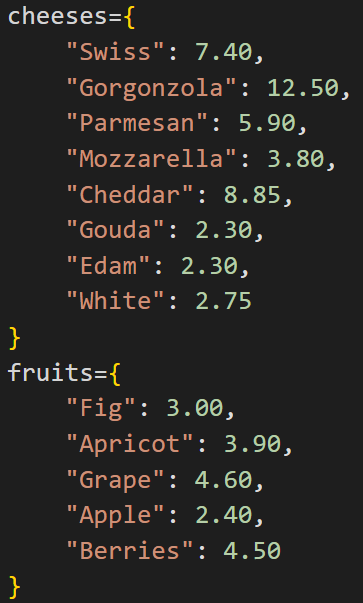 cheeses={
    "Swiss": 7.40,
    "Gorgonzola": 12.50,
    "Parmesan": 5.90,
    "Mozzarella": 3.80,
    "Cheddar": 8.85,
    "Gouda": 2.30,
    "Edam": 2.30,
    "White": 2.75
}
fruits={
    "Fig": 3.00,
    "Apricot": 3.90,
    "Grape": 4.60,
    "Apple": 2.40,
    "Berries": 4.50
}